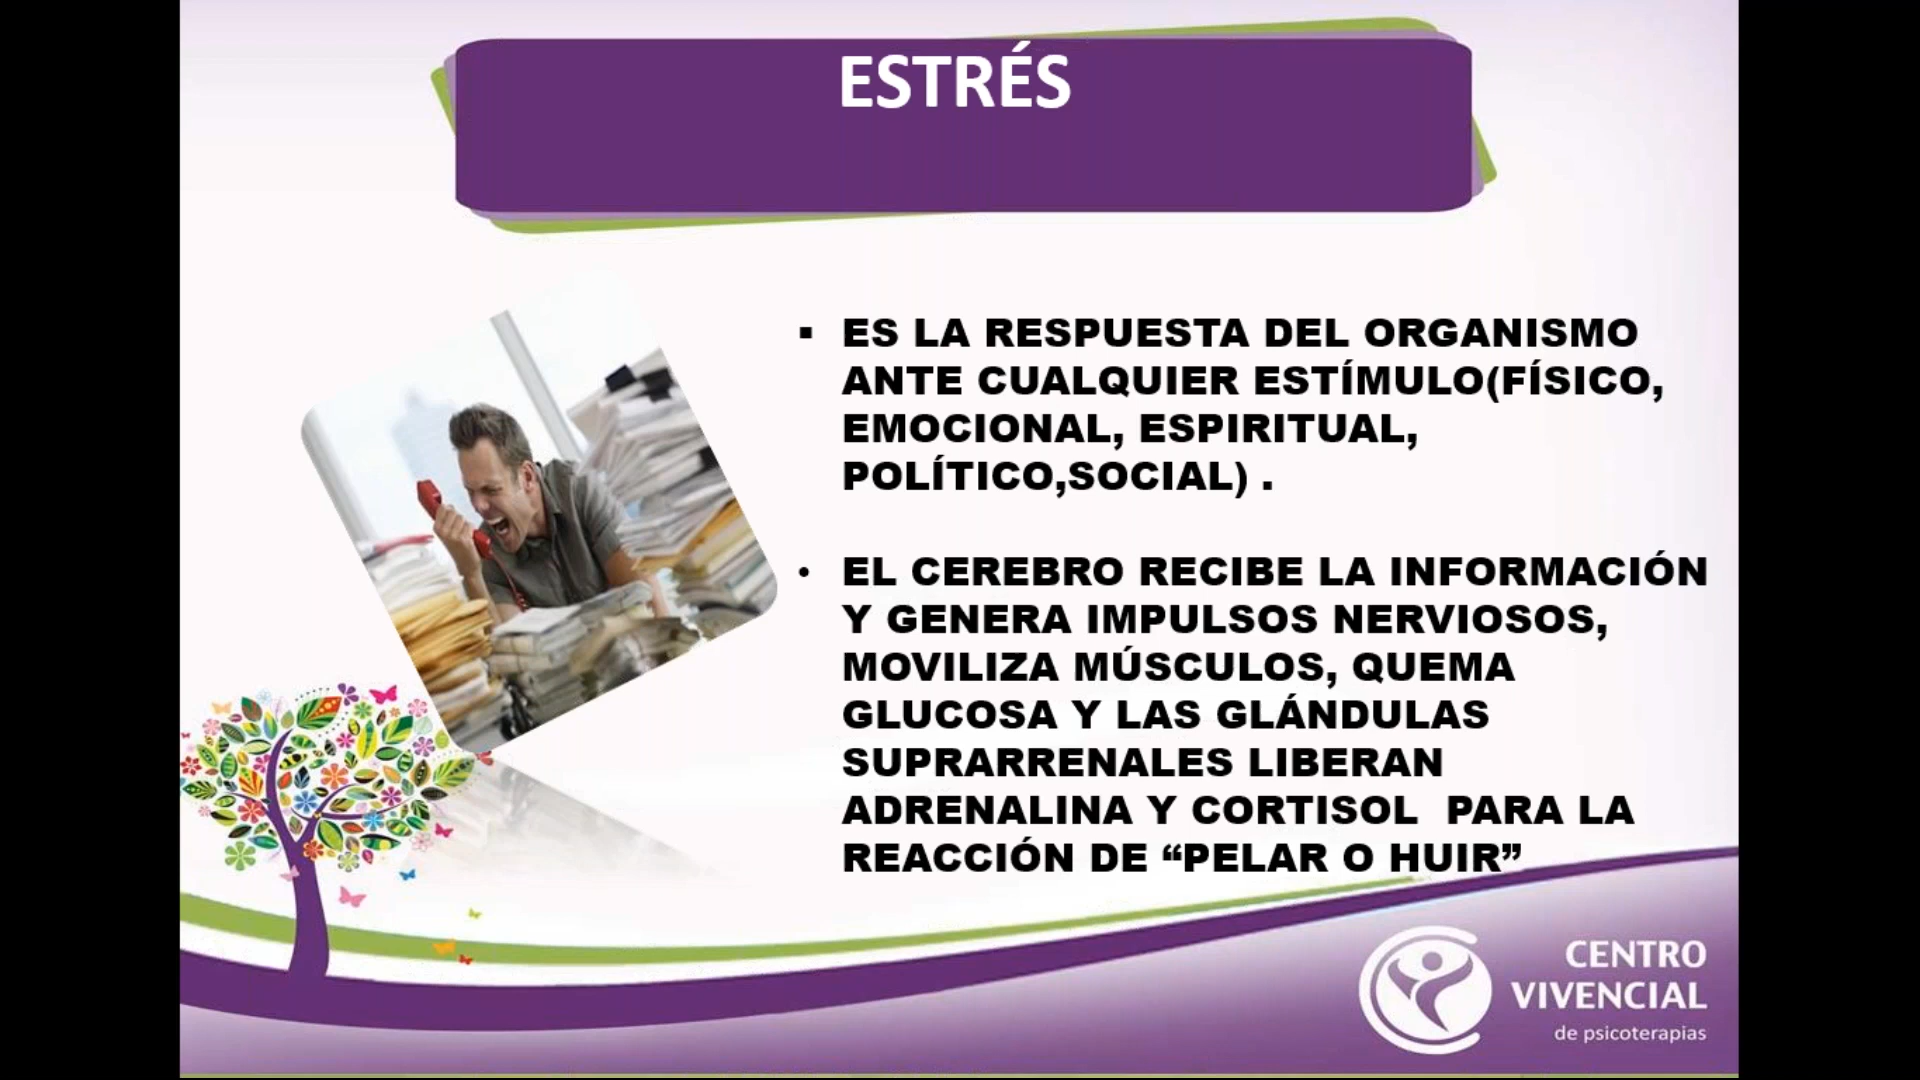 ESTRÉS
▪ ES LA RESPUESTA DEL ORGANISMO
ANTE CUALQUIER ESTÍMULO(FÍSICO,
EMOCIONAL, ESPIRITUAL,
POLÍTICO,SOCIAL) .
• EL CEREBRO RECIBE LA INFORMACIÓN
Y GENERA IMPULSOS NERVIOSOS,
MOVILIZA MÚSCULOS, QUEMA
GLUCOSA Y LAS GLÁNDULAS
SUPRARRENALES LIBERAN
ADRENALINA Y CORTISOL  PARA LA
REACCIÓN DE “PELAR O HUIR”
CENTRO
VIVENCIAL
de psicoterapias